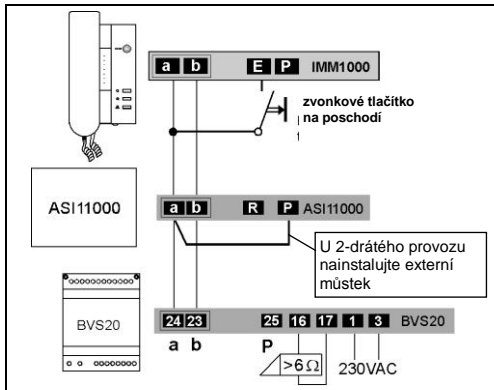 a b E P IMM1000
zvonkové tlačítko
na poschodí
ASI11000
a b R P ASI11000
U 2-drátého provozu
nainstalujte externí
můstek
BVS20
24 23 25 16 17 1 3 BVS20
a b P
>6Ω 230VAC